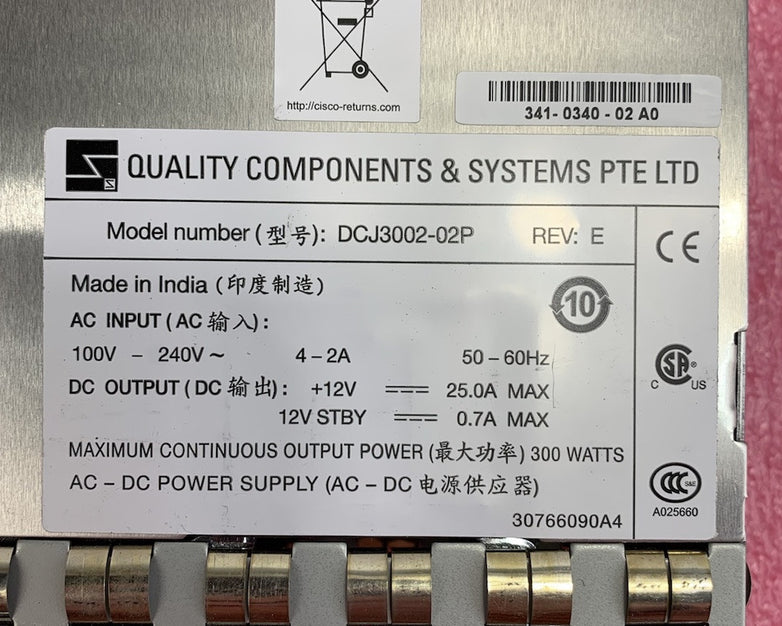 http://cisco-returns.com
341-0340-02 A0
QUALITY COMPONENTS & SYSTEMS PTE LTD
Model number (型号): DCJ3002-02P REV: E
CE
Made in India (印度制造)
10
AC INPUT (AC 输入):
100V – 240V ~ 4 – 2A 50 – 60Hz
SA
C US
®
DC OUTPUT (DC 输出): +12V 25.0A MAX
12V STBY 0.7A MAX
MAXIMUM CONTINUOUS OUTPUT POWER (最大功率) 300 WATTS
AC – DC POWER SUPPLY (AC – DC 电源供应器)
CCC S&E
A025660
30766090A4